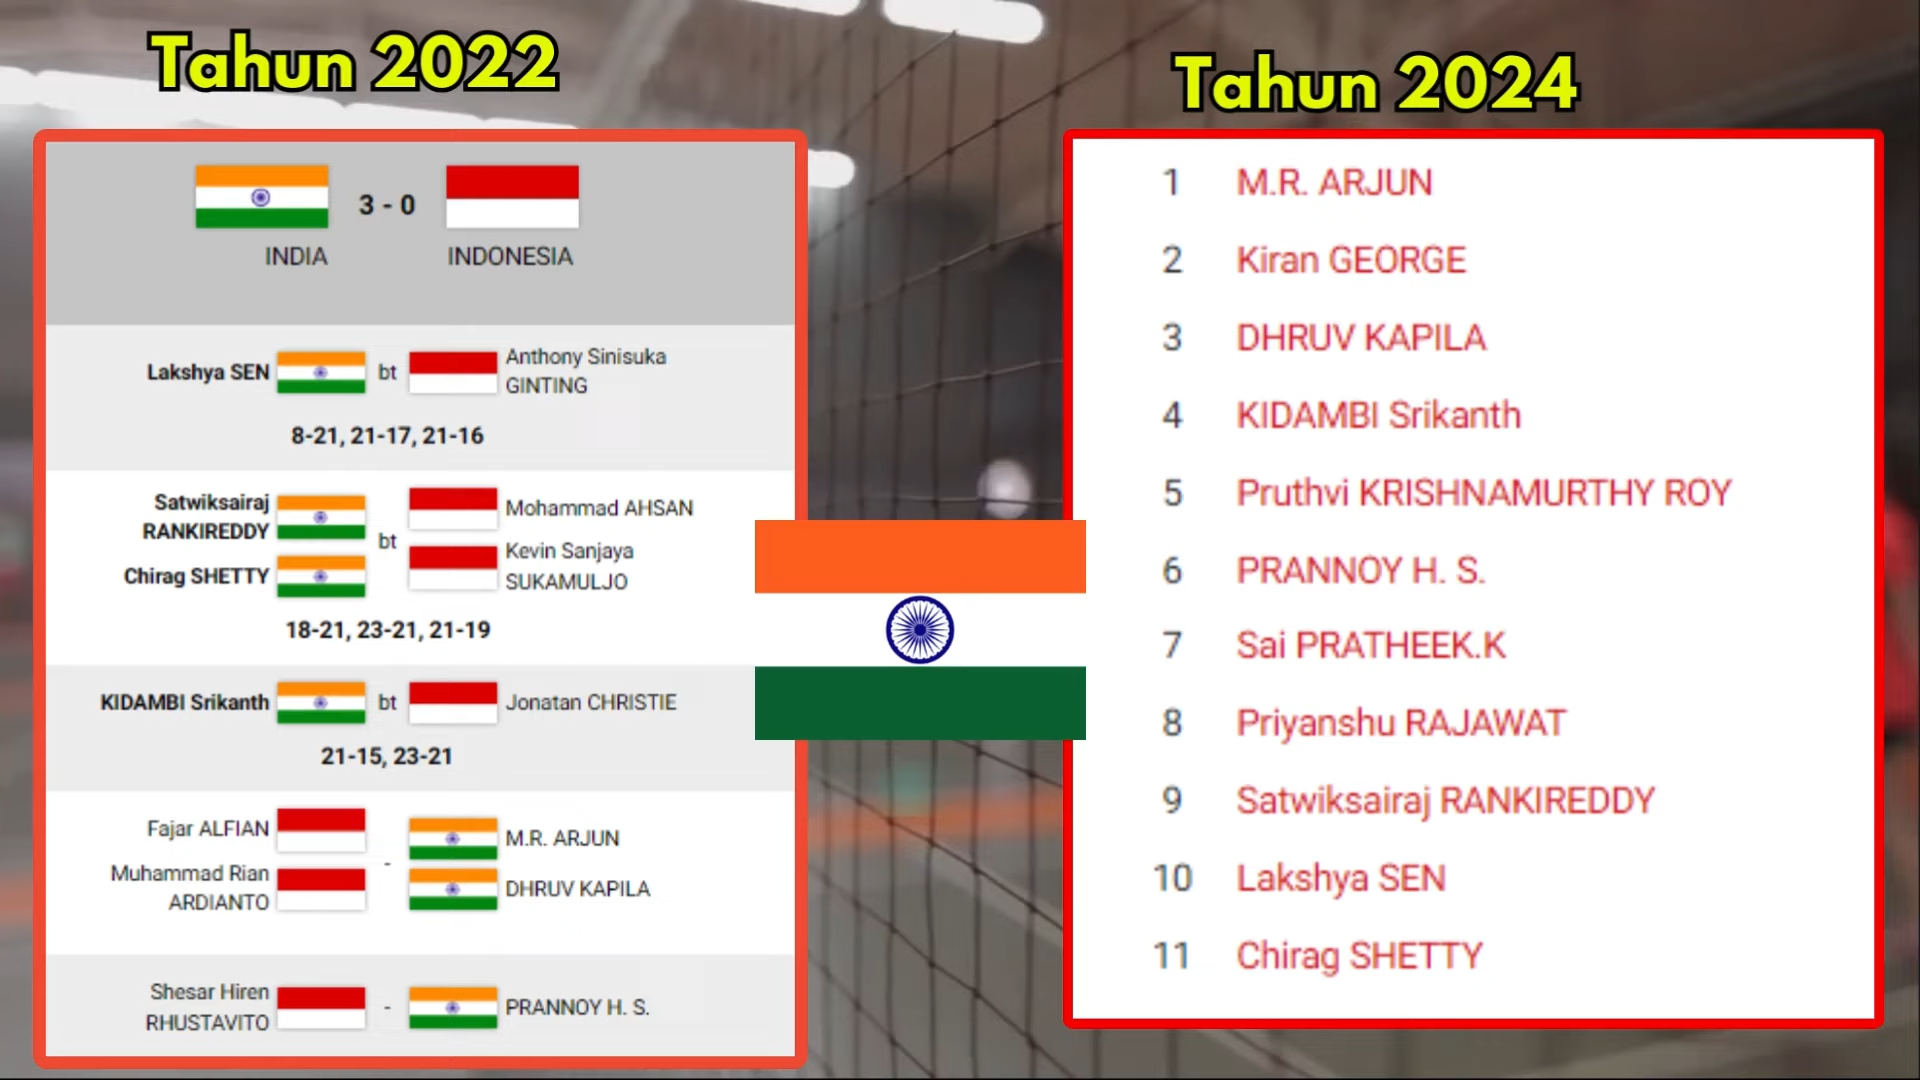 Tahun 2022
3 - 0
INDIA
INDONESIA
Lakshya SEN
bt
Anthony Sinisuka
GINTING
8-21, 21-17, 21-16
Satwiksairaj
RANKIREDDY
Chirag SHETTY
bt
Mohammad AHSAN
Kevin Sanjaya
SUKAMULJO
18-21, 23-21, 21-19
KIDAMBI Srikanth
bt
Jonatan CHRISTIE
21-15, 23-21
Fajar ALFIAN
Muhammad Rian
ARDIANTO
-
M.R. ARJUN
DHRUV KAPILA
Shesar Hiren
RHUSTAVITO
-
PRANNOY H. S.
Tahun 2024
1 M.R. ARJUN
2 Kiran GEORGE
3 DHRUV KAPILA
4 KIDAMBI Srikanth
5 Pruthvi KRISHNAMURTHY ROY
6 PRANNOY H. S.
7 Sai PRATHEEK.K
8 Priyanshu RAJAWAT
9 Satwiksairaj RANKIREDDY
10 Lakshya SEN
11 Chirag SHETTY